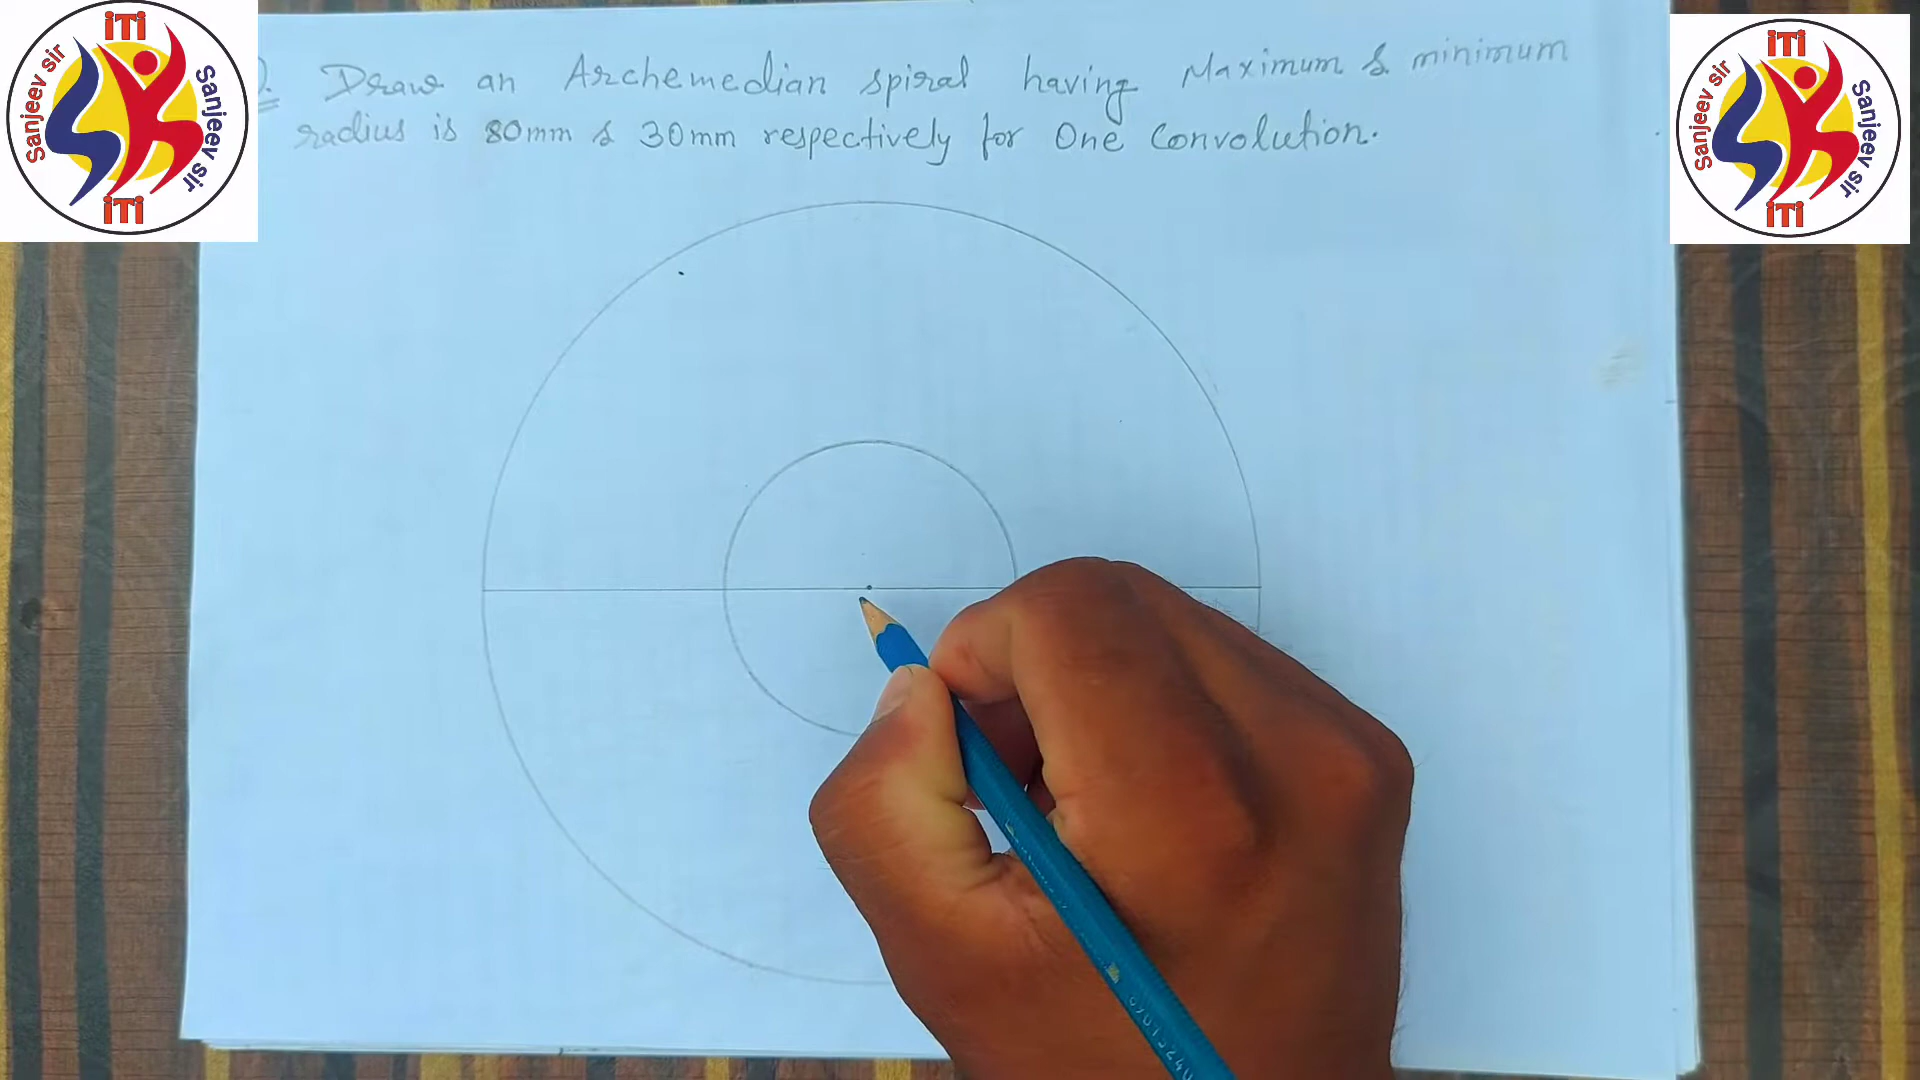 Draw an Archemedian spiral having Maximum & minimum
radius is 80mm & 30mm respectively for One Convolution.
iTi
Sanjeev sir
Sanjeev sir
iTi
iTi
Sanjeev sir
Sanjeev sir
iTi